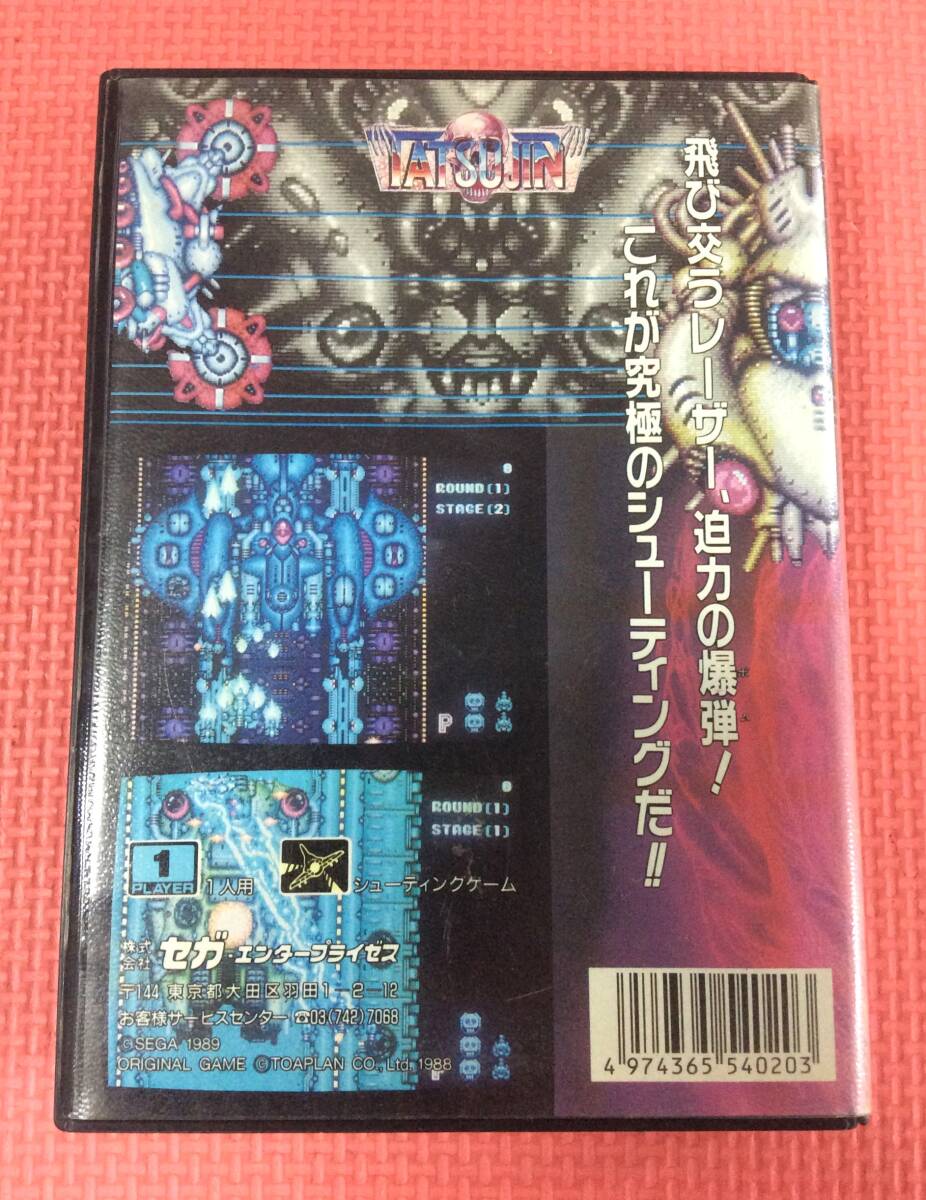 TATSUJIN
飛び交うレーザー、迫力の爆弾!
ボム
これが究極のシューティングだ!!
0
ROUND(1)
STAGE(2)
P
0
ROUND(1)
STAGE(1)
1
PLAYER
1人用
シューティングゲーム
株式会社 セガ・エンタープライゼス
〒144 東京都大田区羽田1-2-12
お客様サービスセンター ☎03(742)7068
©SEGA 1989
ORIGINAL GAME ©TOAPLAN CO., Ltd. 1988
P
4 974365 540203